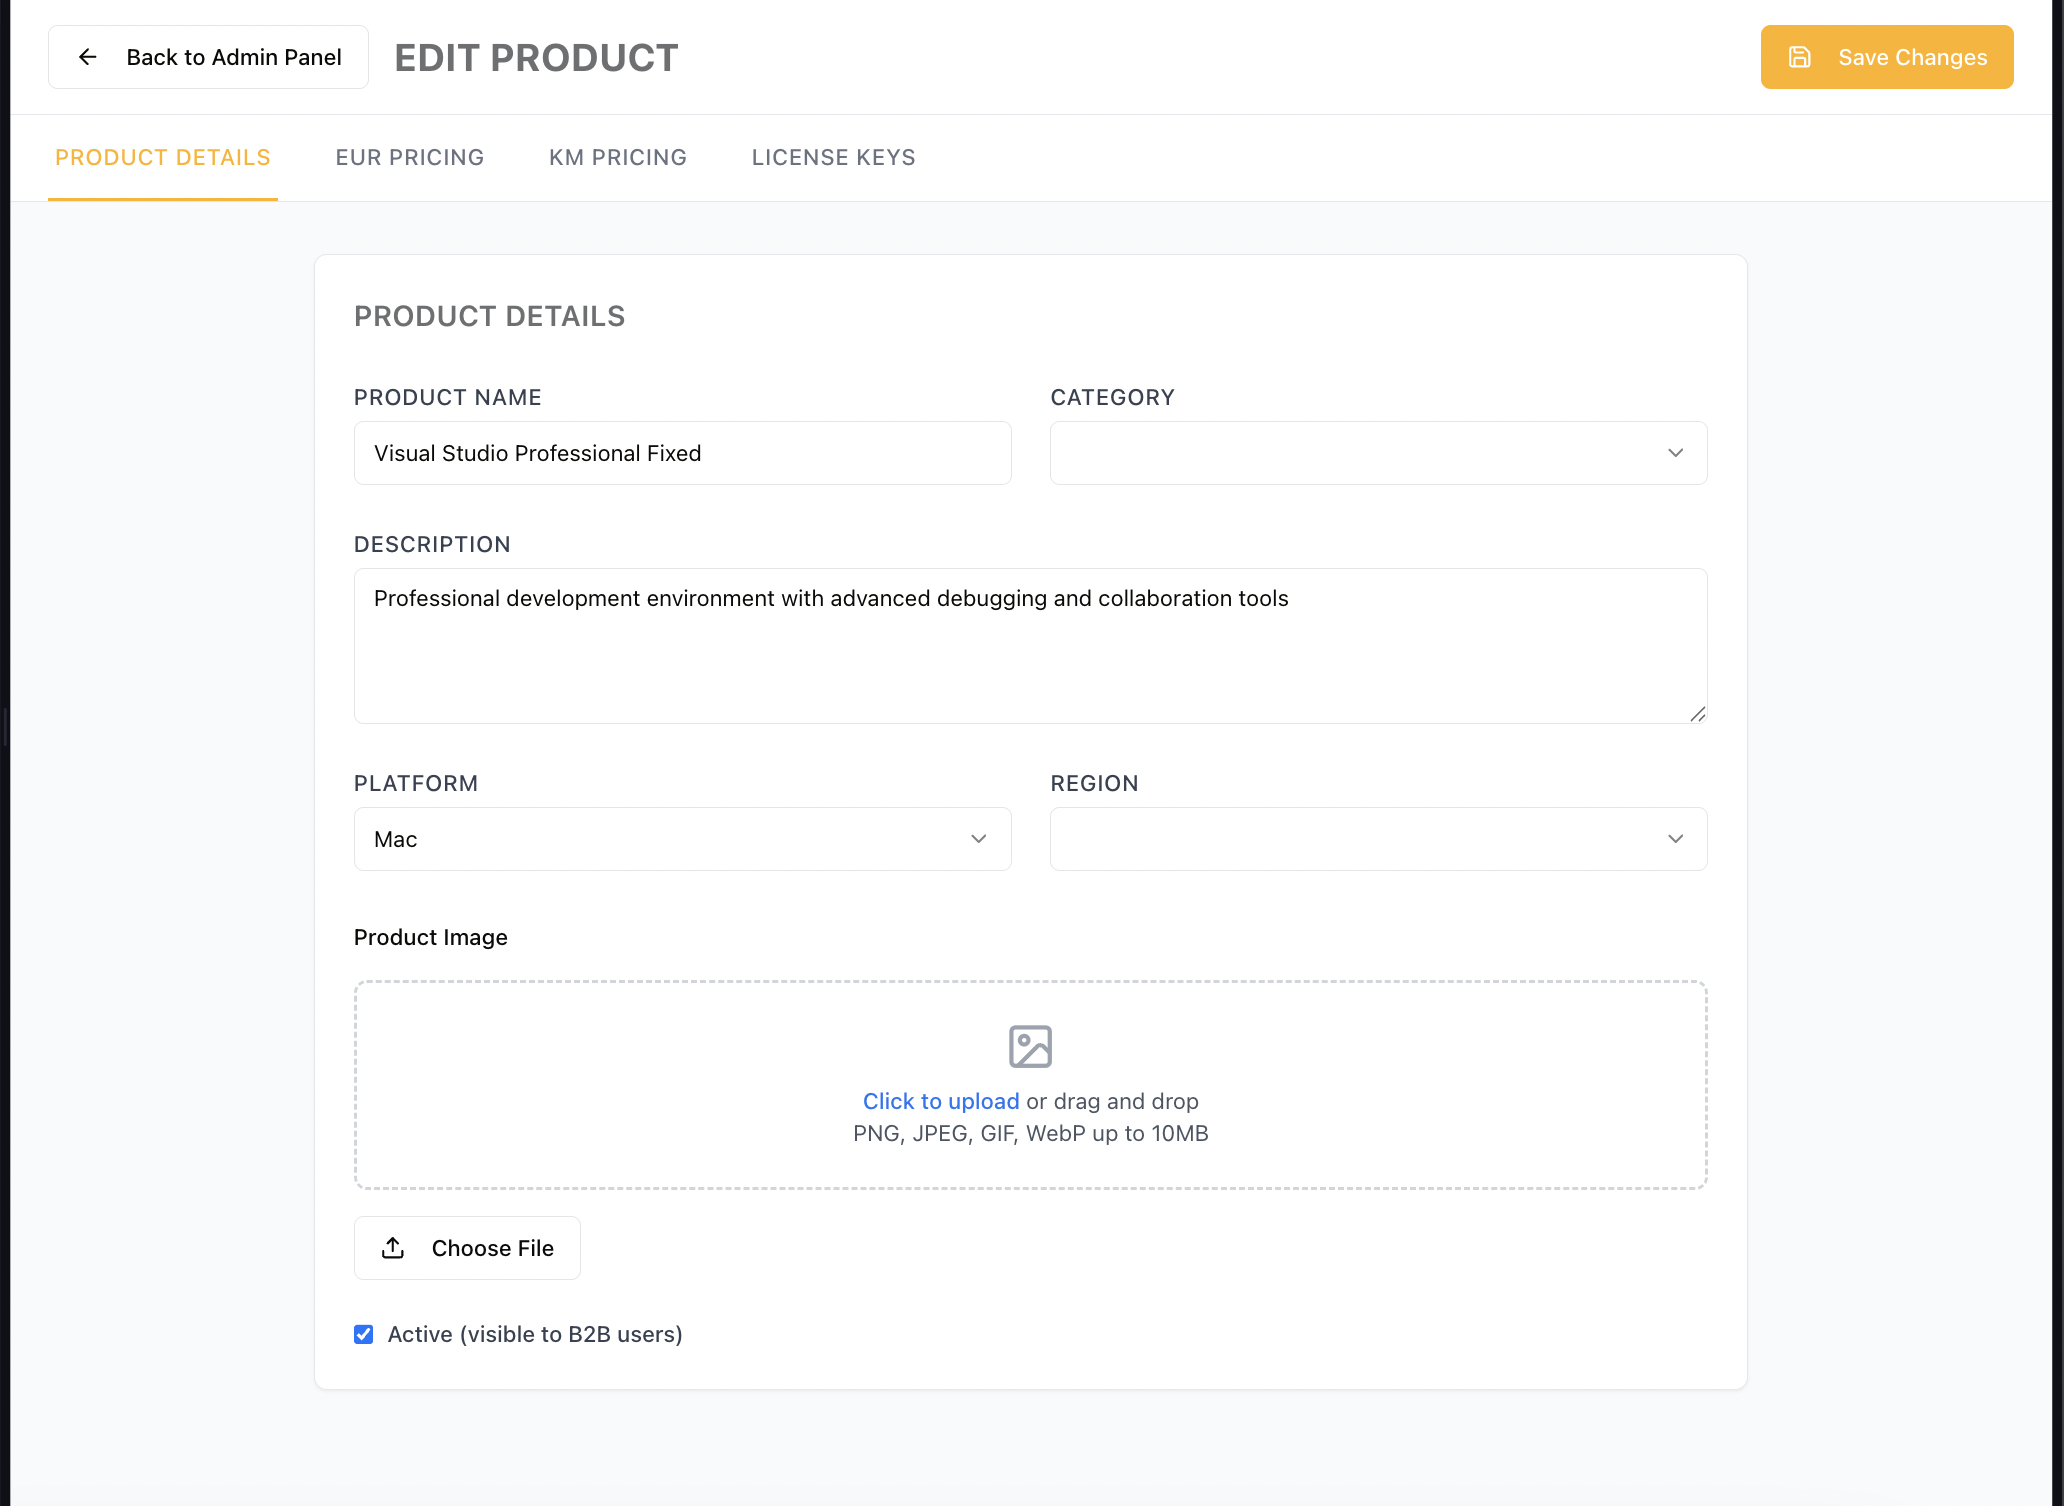 Back to Admin Panel
EDIT PRODUCT
Save Changes
PRODUCT DETAILS
EUR PRICING
KM PRICING
LICENSE KEYS
PRODUCT DETAILS
PRODUCT NAME
CATEGORY
Visual Studio Professional Fixed
DESCRIPTION
Professional development environment with advanced debugging and collaboration tools
PLATFORM
REGION
Mac
Product Image
Click to upload or drag and drop
PNG, JPEG, GIF, WebP up to 10MB
Choose File
Active (visible to B2B users)